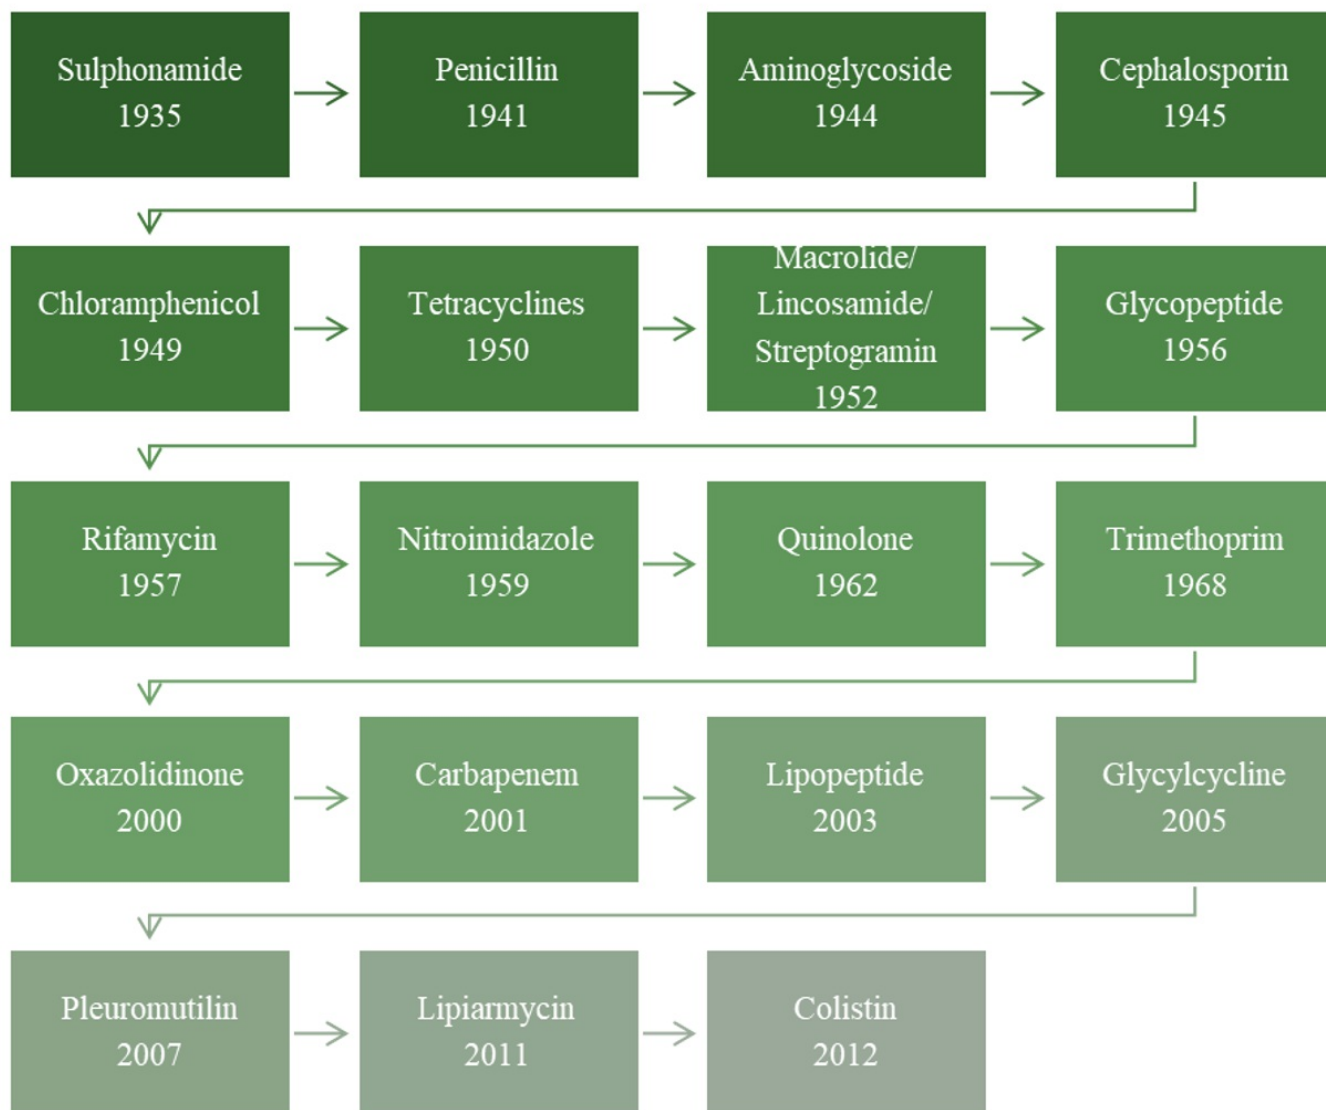 Sulphonamide
1935
Penicillin
1941
Aminoglycoside
1944
Cephalosporin
1945
Chloramphenicol
1949
Tetracyclines
1950
Macrolide/
Lincosamide/
Streptogramin
1952
Glycopeptide
1956
Rifamycin
1957
Nitroimidazole
1959
Quinolone
1962
Trimethoprim
1968
Oxazolidinone
2000
Carbapenem
2001
Lipopeptide
2003
Glycylcycline
2005
Pleuromutilin
2007
Lipiarmycin
2011
Colistin
2012